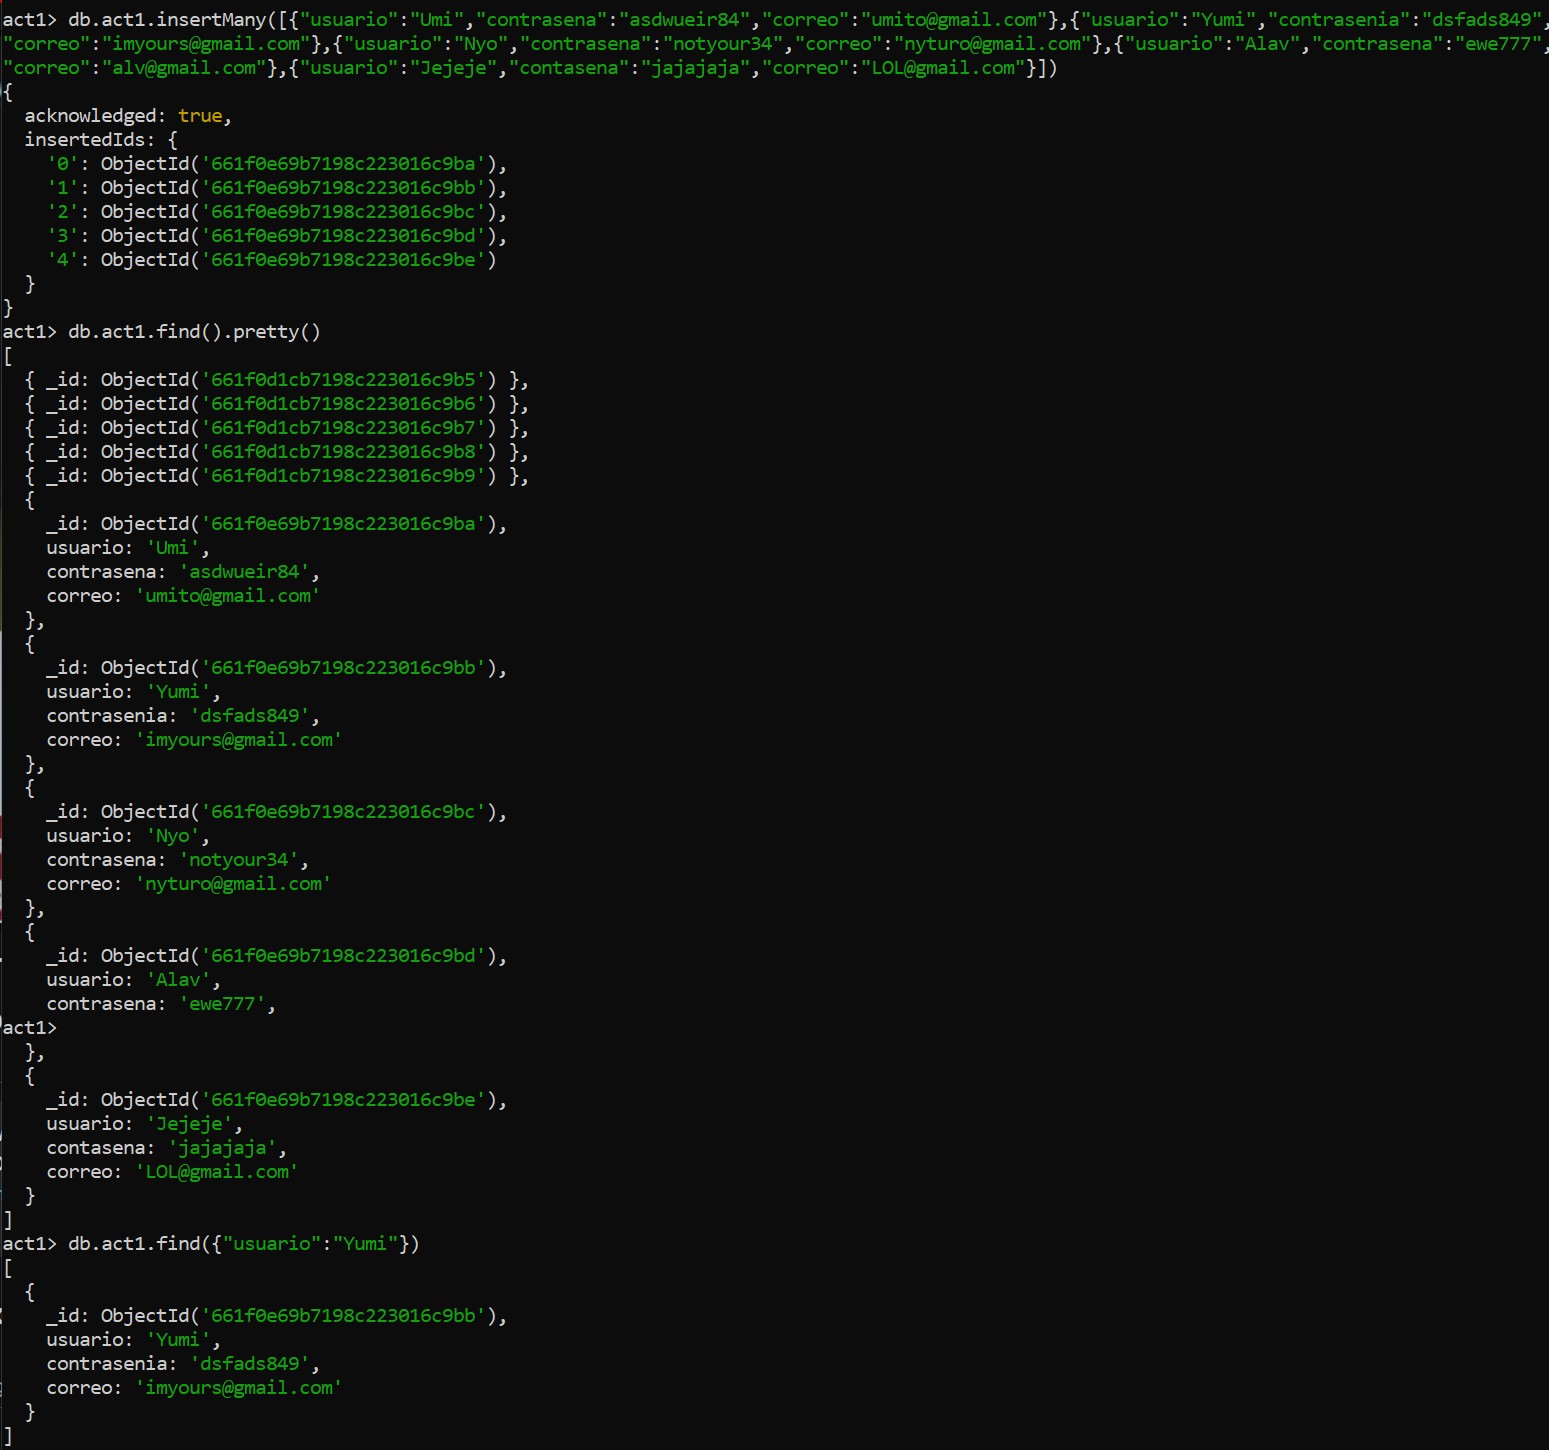 act1> db.act1.insertMany([{"usuario":"Umi","contrasena":"asdwueir84","correo":"umito@gmail.com"},{"usuario":"Yumi","contrasenia":"dsfads849",
"correo":"imyours@gmail.com"},{"usuario":"Nyo","contrasena":"notyour34","correo":"nyturo@gmail.com"},{"usuario":"Alav","contrasena":"ewe777",
"correo":"alv@gmail.com"},{"usuario":"Jejeje","contasena":"jajajaja","correo":"LOL@gmail.com"}])
{
  acknowledged: true,
  insertedIds: {
    '0': ObjectId('661f0e69b7198c223016c9ba'),
    '1': ObjectId('661f0e69b7198c223016c9bb'),
    '2': ObjectId('661f0e69b7198c223016c9bc'),
    '3': ObjectId('661f0e69b7198c223016c9bd'),
    '4': ObjectId('661f0e69b7198c223016c9be')
  }
}
act1> db.act1.find().pretty()
[
  { _id: ObjectId('661f0d1cb7198c223016c9b5') },
  { _id: ObjectId('661f0d1cb7198c223016c9b6') },
  { _id: ObjectId('661f0d1cb7198c223016c9b7') },
  { _id: ObjectId('661f0d1cb7198c223016c9b8') },
  { _id: ObjectId('661f0d1cb7198c223016c9b9') },
  {
    _id: ObjectId('661f0e69b7198c223016c9ba'),
    usuario: 'Umi',
    contrasena: 'asdwueir84',
    correo: 'umito@gmail.com'
  },
  {
    _id: ObjectId('661f0e69b7198c223016c9bb'),
    usuario: 'Yumi',
    contrasenia: 'dsfads849',
    correo: 'imyours@gmail.com'
  },
  {
    _id: ObjectId('661f0e69b7198c223016c9bc'),
    usuario: 'Nyo',
    contrasena: 'notyour34',
    correo: 'nyturo@gmail.com'
  },
  {
    _id: ObjectId('661f0e69b7198c223016c9bd'),
    usuario: 'Alav',
    contrasena: 'ewe777',
act1>
  },
  {
    _id: ObjectId('661f0e69b7198c223016c9be'),
    usuario: 'Jejeje',
    contasena: 'jajajaja',
    correo: 'LOL@gmail.com'
  }
]
act1> db.act1.find({"usuario":"Yumi"})
[
  {
    _id: ObjectId('661f0e69b7198c223016c9bb'),
    usuario: 'Yumi',
    contrasenia: 'dsfads849',
    correo: 'imyours@gmail.com'
  }
]